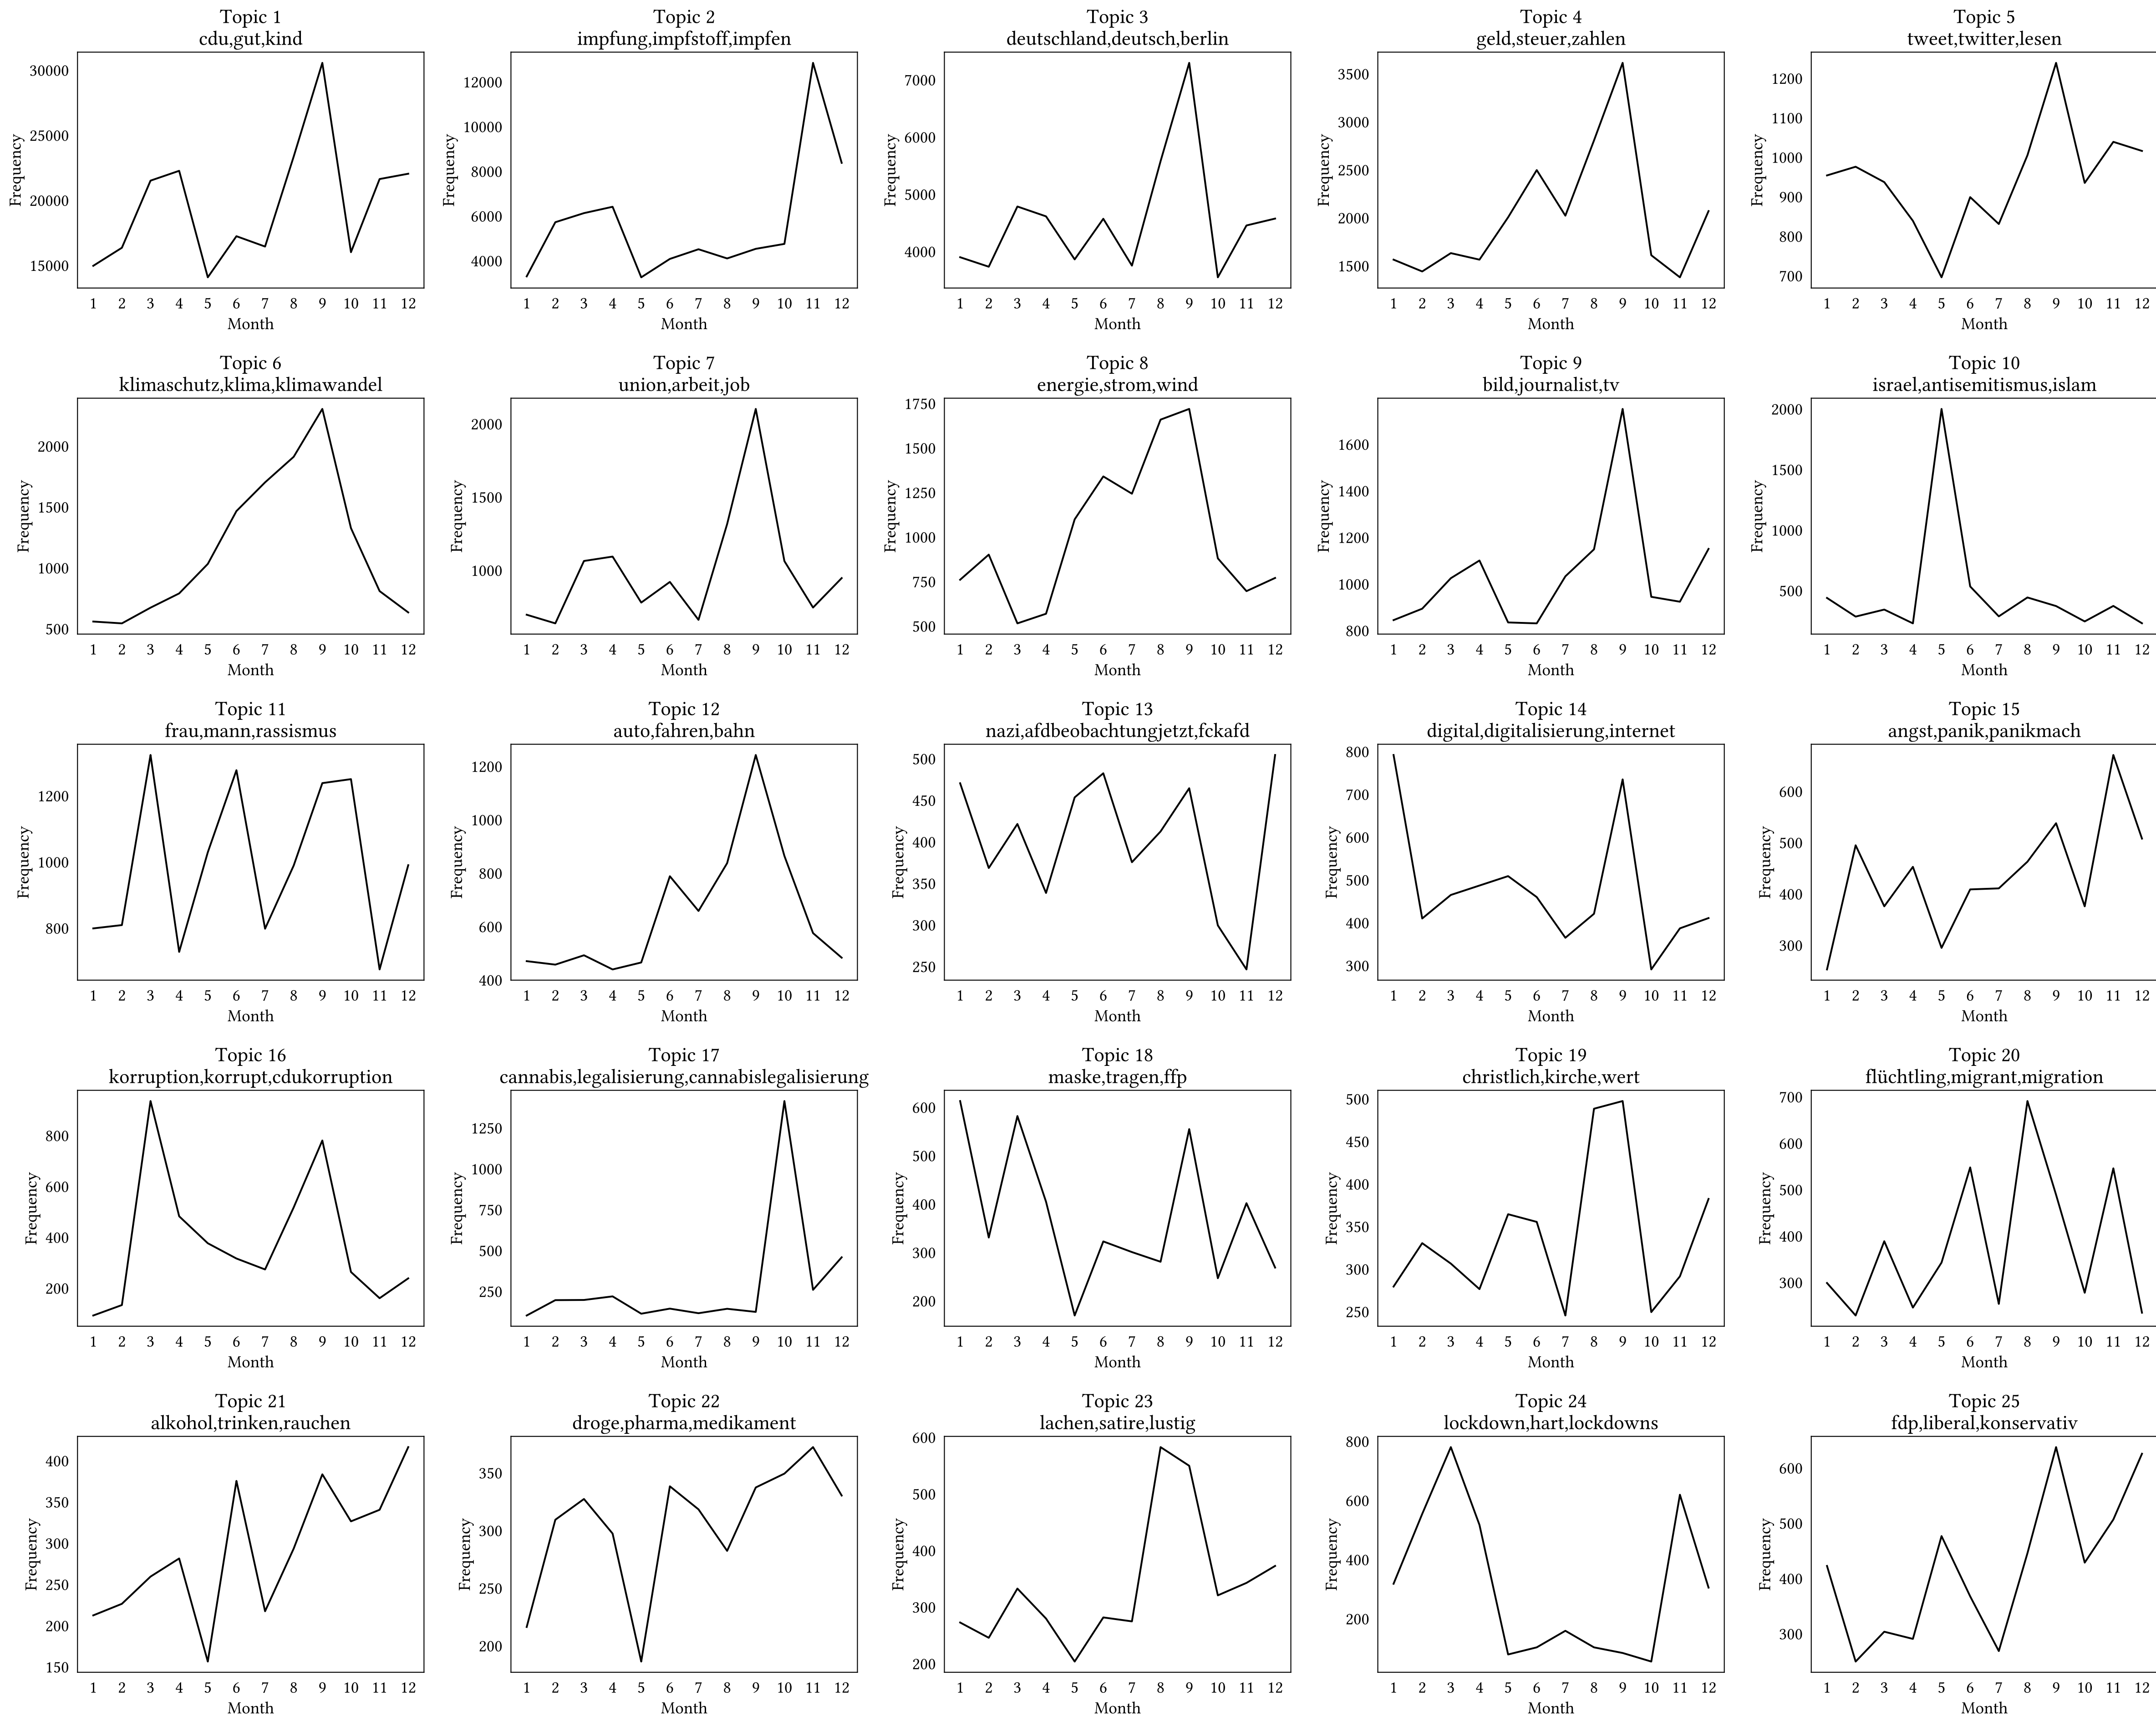 Topic 1
cdu,gut,kind
30000
25000
20000
15000
Frequency
1 2 3 4 5 6 7 8 9 10 11 12
Month
Topic 2
impfung,impfstoff,impfen
12000
10000
8000
6000
4000
Frequency
1 2 3 4 5 6 7 8 9 10 11 12
Month
Topic 3
deutschland,deutsch,berlin
7000
6000
5000
4000
Frequency
1 2 3 4 5 6 7 8 9 10 11 12
Month
Topic 4
geld,steuer,zahlen
3500
3000
2500
2000
1500
Frequency
1 2 3 4 5 6 7 8 9 10 11 12
Month
Topic 5
tweet,twitter,lesen
1200
1100
1000
900
800
700
Frequency
1 2 3 4 5 6 7 8 9 10 11 12
Month
Topic 6
klimaschutz,klima,klimawandel
2000
1500
1000
500
Frequency
1 2 3 4 5 6 7 8 9 10 11 12
Month
Topic 7
union,arbeit,job
2000
1500
1000
Frequency
1 2 3 4 5 6 7 8 9 10 11 12
Month
Topic 8
energie,strom,wind
1750
1500
1250
1000
750
500
Frequency
1 2 3 4 5 6 7 8 9 10 11 12
Month
Topic 9
bild,journalist,tv
1600
1400
1200
1000
800
Frequency
1 2 3 4 5 6 7 8 9 10 11 12
Month
Topic 10
israel,antisemitismus,islam
2000
1500
1000
500
Frequency
1 2 3 4 5 6 7 8 9 10 11 12
Month
Topic 11
frau,mann,rassismus
1200
1000
800
Frequency
1 2 3 4 5 6 7 8 9 10 11 12
Month
Topic 12
auto,fahren,bahn
1200
1000
800
600
400
Frequency
1 2 3 4 5 6 7 8 9 10 11 12
Month
Topic 13
nazi,afdbeobachtungjetzt,fckafd
500
450
400
350
300
250
Frequency
1 2 3 4 5 6 7 8 9 10 11 12
Month
Topic 14
digital,digitalisierung,internet
800
700
600
500
400
300
Frequency
1 2 3 4 5 6 7 8 9 10 11 12
Month
Topic 15
angst,panik,panikmach
600
500
400
300
Frequency
1 2 3 4 5 6 7 8 9 10 11 12
Month
Topic 16
korruption,korrupt,cdukorruption
800
600
400
200
Frequency
1 2 3 4 5 6 7 8 9 10 11 12
Month
Topic 17
cannabis,legalisierung,cannabislegalisierung
1250
1000
750
500
250
Frequency
1 2 3 4 5 6 7 8 9 10 11 12
Month
Topic 18
maske,tragen,ffp
600
500
400
300
200
Frequency
1 2 3 4 5 6 7 8 9 10 11 12
Month
Topic 19
christlich,kirche,wert
500
450
400
350
300
250
Frequency
1 2 3 4 5 6 7 8 9 10 11 12
Month
Topic 20
flüchtling,migrant,migration
700
600
500
400
300
Frequency
1 2 3 4 5 6 7 8 9 10 11 12
Month
Topic 21
alkohol,trinken,rauchen
400
350
300
250
200
150
Frequency
1 2 3 4 5 6 7 8 9 10 11 12
Month
Topic 22
droge,pharma,medikament
350
300
250
200
Frequency
1 2 3 4 5 6 7 8 9 10 11 12
Month
Topic 23
lachen,satire,lustig
600
500
400
300
200
Frequency
1 2 3 4 5 6 7 8 9 10 11 12
Month
Topic 24
lockdown,hart,lockdowns
800
600
400
200
Frequency
1 2 3 4 5 6 7 8 9 10 11 12
Month
Topic 25
fdp,liberal,konservativ
600
500
400
300
Frequency
1 2 3 4 5 6 7 8 9 10 11 12
Month